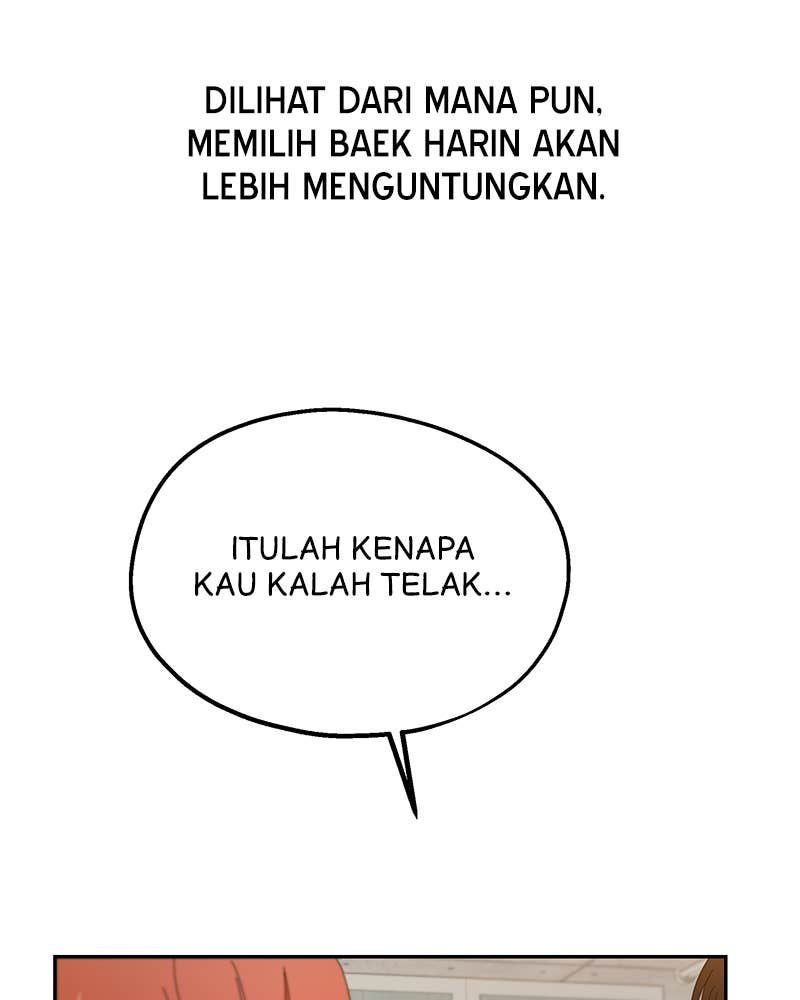 DILIHAT DARI MANA PUN,
MEMILIH BAEK HARIN AKAN
LEBIH MENGUNTUNGKAN.
ITULAH KENAPA
KAU KALAH TELAK...